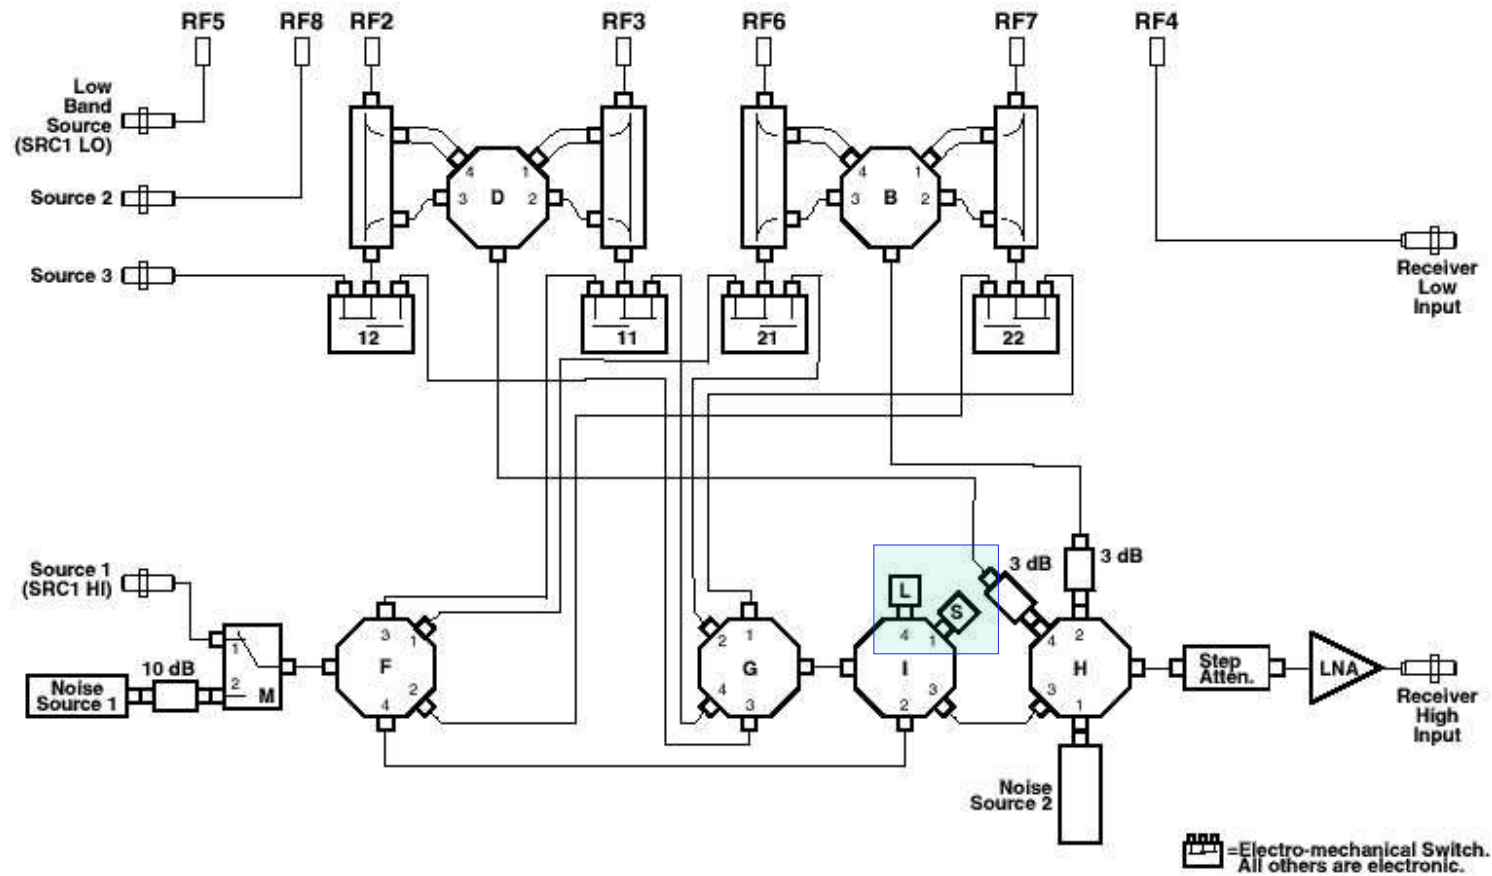 RF5
RF8
RF2
RF3
RF6
RF7
RF4
Low
Band
Source
(SRC1 LO)
Source 2
Source 3
4
1
3
D
2
4
1
3
B
2
Receiver
Low
Input
12
11
21
22
Source 1
(SRC1 HI)
10 dB
Noise
Source 1
1
2
M
3
1
F
2
4
2
1
G
4
3
L
S
4
1
I
3
2
3 dB
3 dB
4
2
H
3
1
Step
Atten.
LNA
Receiver
High
Input
Noise
Source 2
=Electro-mechanical Switch.
All others are electronic.